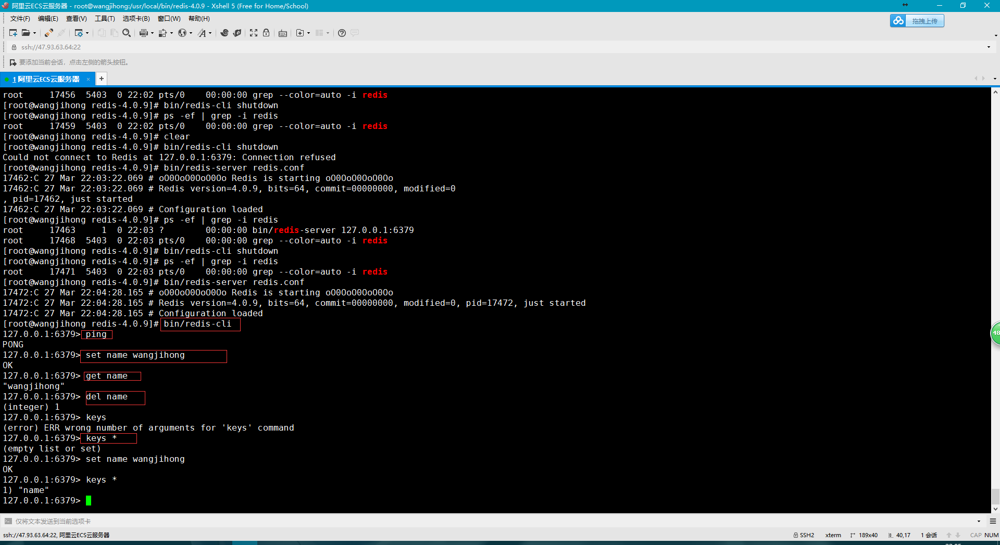 阿里云ECS云服务器 - root@wangjihong:/usr/local/bin/redis-4.0.9 - Xshell 5 (Free for Home/School)
文件(F) 编辑(E) 查看(V) 工具(T) 选项卡(B) 窗口(W) 帮助(H)
拖拽上传
ssh://47.93.63.64:22
要添加当前会话，点击左侧的箭头按钮。
1 阿里云ECS云服务器 × +
root     17456  5403  0 22:02 pts/0    00:00:00 grep --color=auto -i redis
[root@wangjihong redis-4.0.9]# bin/redis-cli shutdown
[root@wangjihong redis-4.0.9]# ps -ef | grep -i redis
root     17459  5403  0 22:02 pts/0    00:00:00 grep --color=auto -i redis
[root@wangjihong redis-4.0.9]# clear
[root@wangjihong redis-4.0.9]# bin/redis-cli shutdown
Could not connect to Redis at 127.0.0.1:6379: Connection refused
[root@wangjihong redis-4.0.9]# bin/redis-server redis.conf
17462:C 27 Mar 22:03:22.069 # oO0OoO0OoO0Oo Redis is starting oO0OoO0OoO0Oo
17462:C 27 Mar 22:03:22.069 # Redis version=4.0.9, bits=64, commit=00000000, modified=0
, pid=17462, just started
17462:C 27 Mar 22:03:22.069 # Configuration loaded
[root@wangjihong redis-4.0.9]# ps -ef | grep -i redis
root     17463     1  0 22:03 ?        00:00:00 bin/redis-server 127.0.0.1:6379
root     17468  5403  0 22:03 pts/0    00:00:00 grep --color=auto -i redis
[root@wangjihong redis-4.0.9]# bin/redis-cli shutdown
[root@wangjihong redis-4.0.9]# ps -ef | grep -i redis
root     17471  5403  0 22:03 pts/0    00:00:00 grep --color=auto -i redis
[root@wangjihong redis-4.0.9]# bin/redis-server redis.conf
17472:C 27 Mar 22:04:28.165 # oO0OoO0OoO0Oo Redis is starting oO0OoO0OoO0Oo
17472:C 27 Mar 22:04:28.165 # Redis version=4.0.9, bits=64, commit=00000000, modified=0, pid=17472, just started
17472:C 27 Mar 22:04:28.165 # Configuration loaded
[root@wangjihong redis-4.0.9]# bin/redis-cli
127.0.0.1:6379> ping
PONG
127.0.0.1:6379> set name wangjihong
OK
127.0.0.1:6379> get name
"wangjihong"
127.0.0.1:6379> del name
(integer) 1
127.0.0.1:6379> keys
(error) ERR wrong number of arguments for 'keys' command
127.0.0.1:6379> keys *
(empty list or set)
127.0.0.1:6379> set name wangjihong
OK
127.0.0.1:6379> keys *
1) "name"
127.0.0.1:6379>
48
仅将文本发送到当前选项卡
ssh://47.93.63.64:22, 阿里云ECS云服务器 SSH2 xterm 189x40 40,17 1 会话 CAP NUM